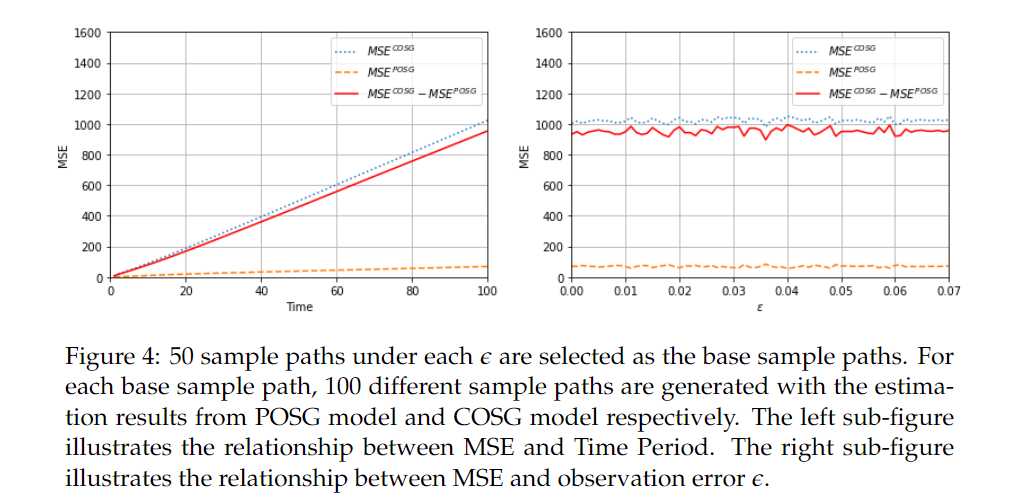 1600
1400
1200
1000
800
600
400
200
0
MSE
0 20 40 60 80 100
Time
MSE^COSG
MSE^POSG
MSE^COSG − MSE^POSG
1600
1400
1200
1000
800
600
400
200
0
MSE
0.00 0.01 0.02 0.03 0.04 0.05 0.06 0.07
ε
MSE^COSG
MSE^POSG
MSE^COSG − MSE^POSG
Figure 4: 50 sample paths under each ϵ are selected as the base sample paths. For
each base sample path, 100 different sample paths are generated with the estima-
tion results from POSG model and COSG model respectively. The left sub-figure
illustrates the relationship between MSE and Time Period. The right sub-figure
illustrates the relationship between MSE and observation error ϵ.